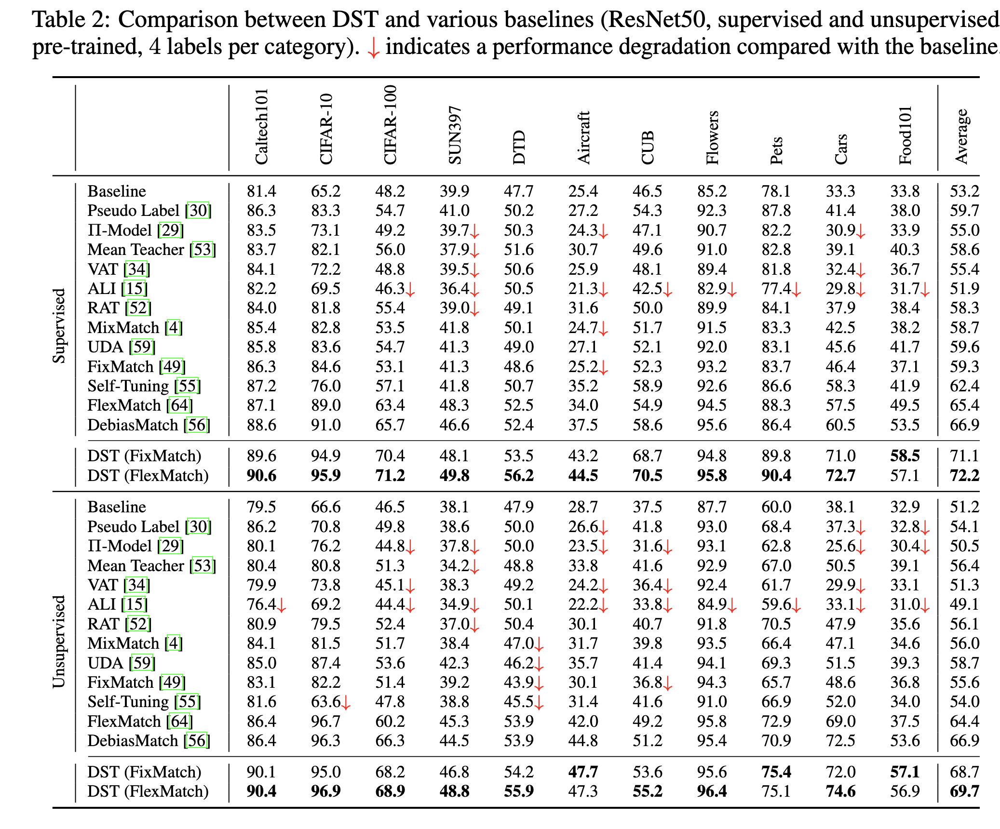 Table 2: Comparison between DST and various baselines (ResNet50, supervised and unsupervised
pre-trained, 4 labels per category). ↓ indicates a performance degradation compared with the baseline.
Caltech101 CIFAR-10 CIFAR-100 SUN397 DTD Aircraft CUB Flowers Pets Cars Food101 Average
Supervised
Baseline 81.4 65.2 48.2 39.9 47.7 25.4 46.5 85.2 78.1 33.3 33.8 53.2
Pseudo Label [30] 86.3 83.3 54.7 41.0 50.2 27.2 54.3 92.3 87.8 41.4 38.0 59.7
Π-Model [29] 83.5 73.1 49.2 39.7↓ 50.3 24.3↓ 47.1 90.7 82.2 30.9↓ 33.9 55.0
Mean Teacher [53] 83.7 82.1 56.0 37.9↓ 51.6 30.7 49.6 91.0 82.8 39.1 40.3 58.6
VAT [34] 84.1 72.2 48.8 39.5↓ 50.6 25.9 48.1 89.4 81.8 32.4↓ 36.7 55.4
ALI [15] 82.2 69.5 46.3↓ 36.4↓ 50.5 21.3↓ 42.5↓ 82.9↓ 77.4↓ 29.8↓ 31.7↓ 51.9
RAT [52] 84.0 81.8 55.4 39.0↓ 49.1 31.6 50.0 89.9 84.1 37.9 38.4 58.3
MixMatch [4] 85.4 82.8 53.5 41.8 50.1 24.7↓ 51.7 91.5 83.3 42.5 38.2 58.7
UDA [59] 85.8 83.6 54.7 41.3 49.0 27.1 52.1 92.0 83.1 45.6 41.7 59.6
FixMatch [49] 86.3 84.6 53.1 41.3 48.6 25.2↓ 52.3 93.2 83.7 46.4 37.1 59.3
Self-Tuning [55] 87.2 76.0 57.1 41.8 50.7 35.2 58.9 92.6 86.6 58.3 41.9 62.4
FlexMatch [64] 87.1 89.0 63.4 48.3 52.5 34.0 54.9 94.5 88.3 57.5 49.5 65.4
DebiasMatch [56] 88.6 91.0 65.7 46.6 52.4 37.5 58.6 95.6 86.4 60.5 53.5 66.9
DST (FixMatch) 89.6 94.9 70.4 48.1 53.5 43.2 68.7 94.8 89.8 71.0 58.5 71.1
DST (FlexMatch) 90.6 95.9 71.2 49.8 56.2 44.5 70.5 95.8 90.4 72.7 57.1 72.2
Unsupervised
Baseline 79.5 66.6 46.5 38.1 47.9 28.7 37.5 87.7 60.0 38.1 32.9 51.2
Pseudo Label [30] 86.2 70.8 49.8 38.6 50.0 26.6↓ 41.8 93.0 68.4 37.3↓ 32.8↓ 54.1
Π-Model [29] 80.1 76.2 44.8↓ 37.8↓ 50.0 23.5↓ 31.6↓ 93.1 62.8 25.6↓ 30.4↓ 50.5
Mean Teacher [53] 80.4 80.8 51.3 34.2↓ 48.8 33.8 41.6 92.9 67.0 50.5 39.1 56.4
VAT [34] 79.9 73.8 45.1↓ 38.3 49.2 24.2↓ 36.4↓ 92.4 61.7 29.9↓ 33.1 51.3
ALI [15] 76.4↓ 69.2 44.4↓ 34.9↓ 50.1 22.2↓ 33.8↓ 84.9↓ 59.6↓ 33.1↓ 31.0↓ 49.1
RAT [52] 80.9 79.5 52.4 37.0↓ 50.4 30.1 40.7 91.8 70.5 47.9 35.6 56.1
MixMatch [4] 84.1 81.5 51.7 38.4 47.0↓ 31.7 39.8 93.5 66.4 47.1 34.6 56.0
UDA [59] 85.0 87.4 53.6 42.3 46.2↓ 35.7 41.4 94.1 69.3 51.5 39.3 58.7
FixMatch [49] 83.1 82.2 51.4 39.2 43.9↓ 30.1 36.8↓ 94.3 65.7 48.6 36.8 55.6
Self-Tuning [55] 81.6 63.6↓ 47.8 38.8 45.5↓ 31.4 41.6 91.0 66.9 52.0 34.0 54.0
FlexMatch [64] 86.4 96.7 60.2 45.3 53.9 42.0 49.2 95.8 72.9 69.0 37.5 64.4
DebiasMatch [56] 86.4 96.3 66.3 44.5 53.9 44.8 51.2 95.4 70.9 72.5 53.6 66.9
DST (FixMatch) 90.1 95.0 68.2 46.8 54.2 47.7 53.6 95.6 75.4 72.0 57.1 68.7
DST (FlexMatch) 90.4 96.9 68.9 48.8 55.9 47.3 55.2 96.4 75.1 74.6 56.9 69.7